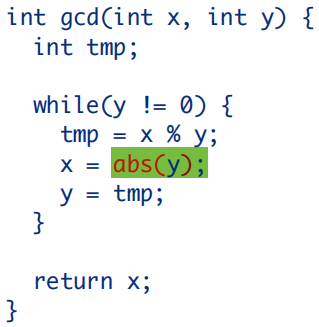 int gcd(int x, int y) {
  int tmp;

  while(y != 0) {
    tmp = x % y;
    x = abs(y);
    y = tmp;
  }

  return x;
}